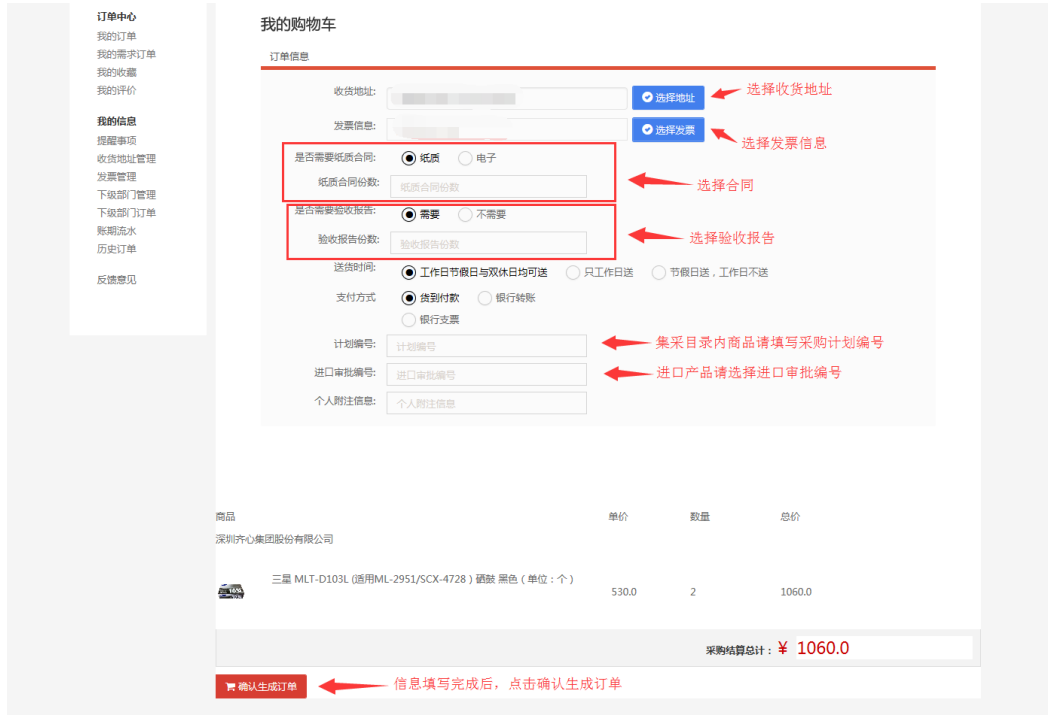 订单中心
我的订单
我的需求订单
我的收藏
我的评价
我的信息
提醒事项
收货地址管理
发票管理
下级部门管理
下级部门订单
账期流水
历史订单
反馈意见
我的购物车
订单信息
收货地址: 选择地址 选择收货地址
发票信息: 选择发票 选择发票信息
是否需要纸质合同: 纸质 电子
纸质合同份数: 纸质合同份数 选择合同
是否需要验收报告: 需要 不需要
验收报告份数: 验收报告份数 选择验收报告
送货时间: 工作日节假日与双休日均可送 只工作日送 节假日送，工作日不送
支付方式 货到付款 银行转账
银行支票
计划编号: 计划编号 集采目录内商品请填写采购计划编号
进口审批编号: 进口审批编号 进口产品请选择进口审批编号
个人附注信息: 个人附注信息
商品 单价 数量 总价
深圳齐心集团股份有限公司
三星 MLT-D103L (适用ML-2951/SCX-4728 ) 硒鼓 黑色 ( 单位：个 )
530.0 2 1060.0
采购结算总计：¥ 1060.0
确认生成订单 信息填写完成后，点击确认生成订单